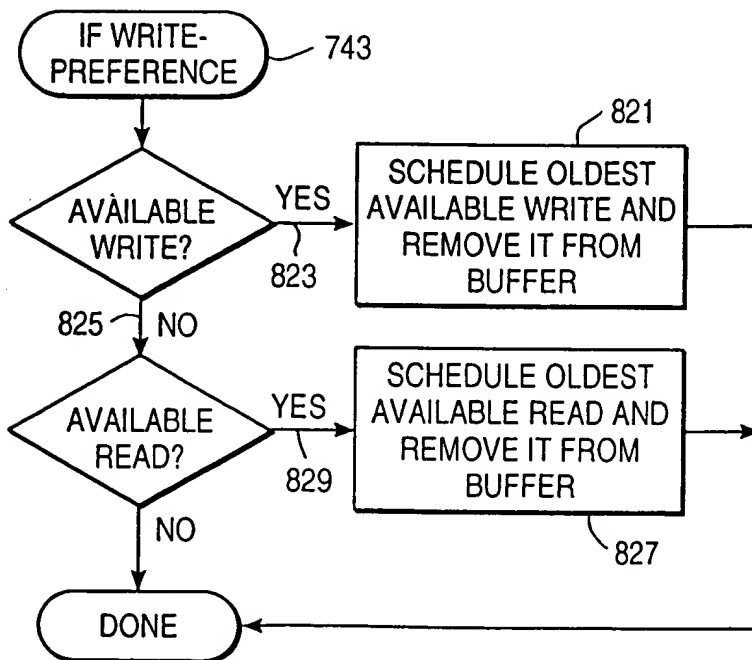 IF WRITE-
PREFERENCE
743
AVAILABLE
WRITE?
YES
823
821
SCHEDULE OLDEST
AVAILABLE WRITE AND
REMOVE IT FROM
BUFFER
825
NO
AVAILABLE
READ?
YES
829
SCHEDULE OLDEST
AVAILABLE READ AND
REMOVE IT FROM
BUFFER
827
NO
DONE